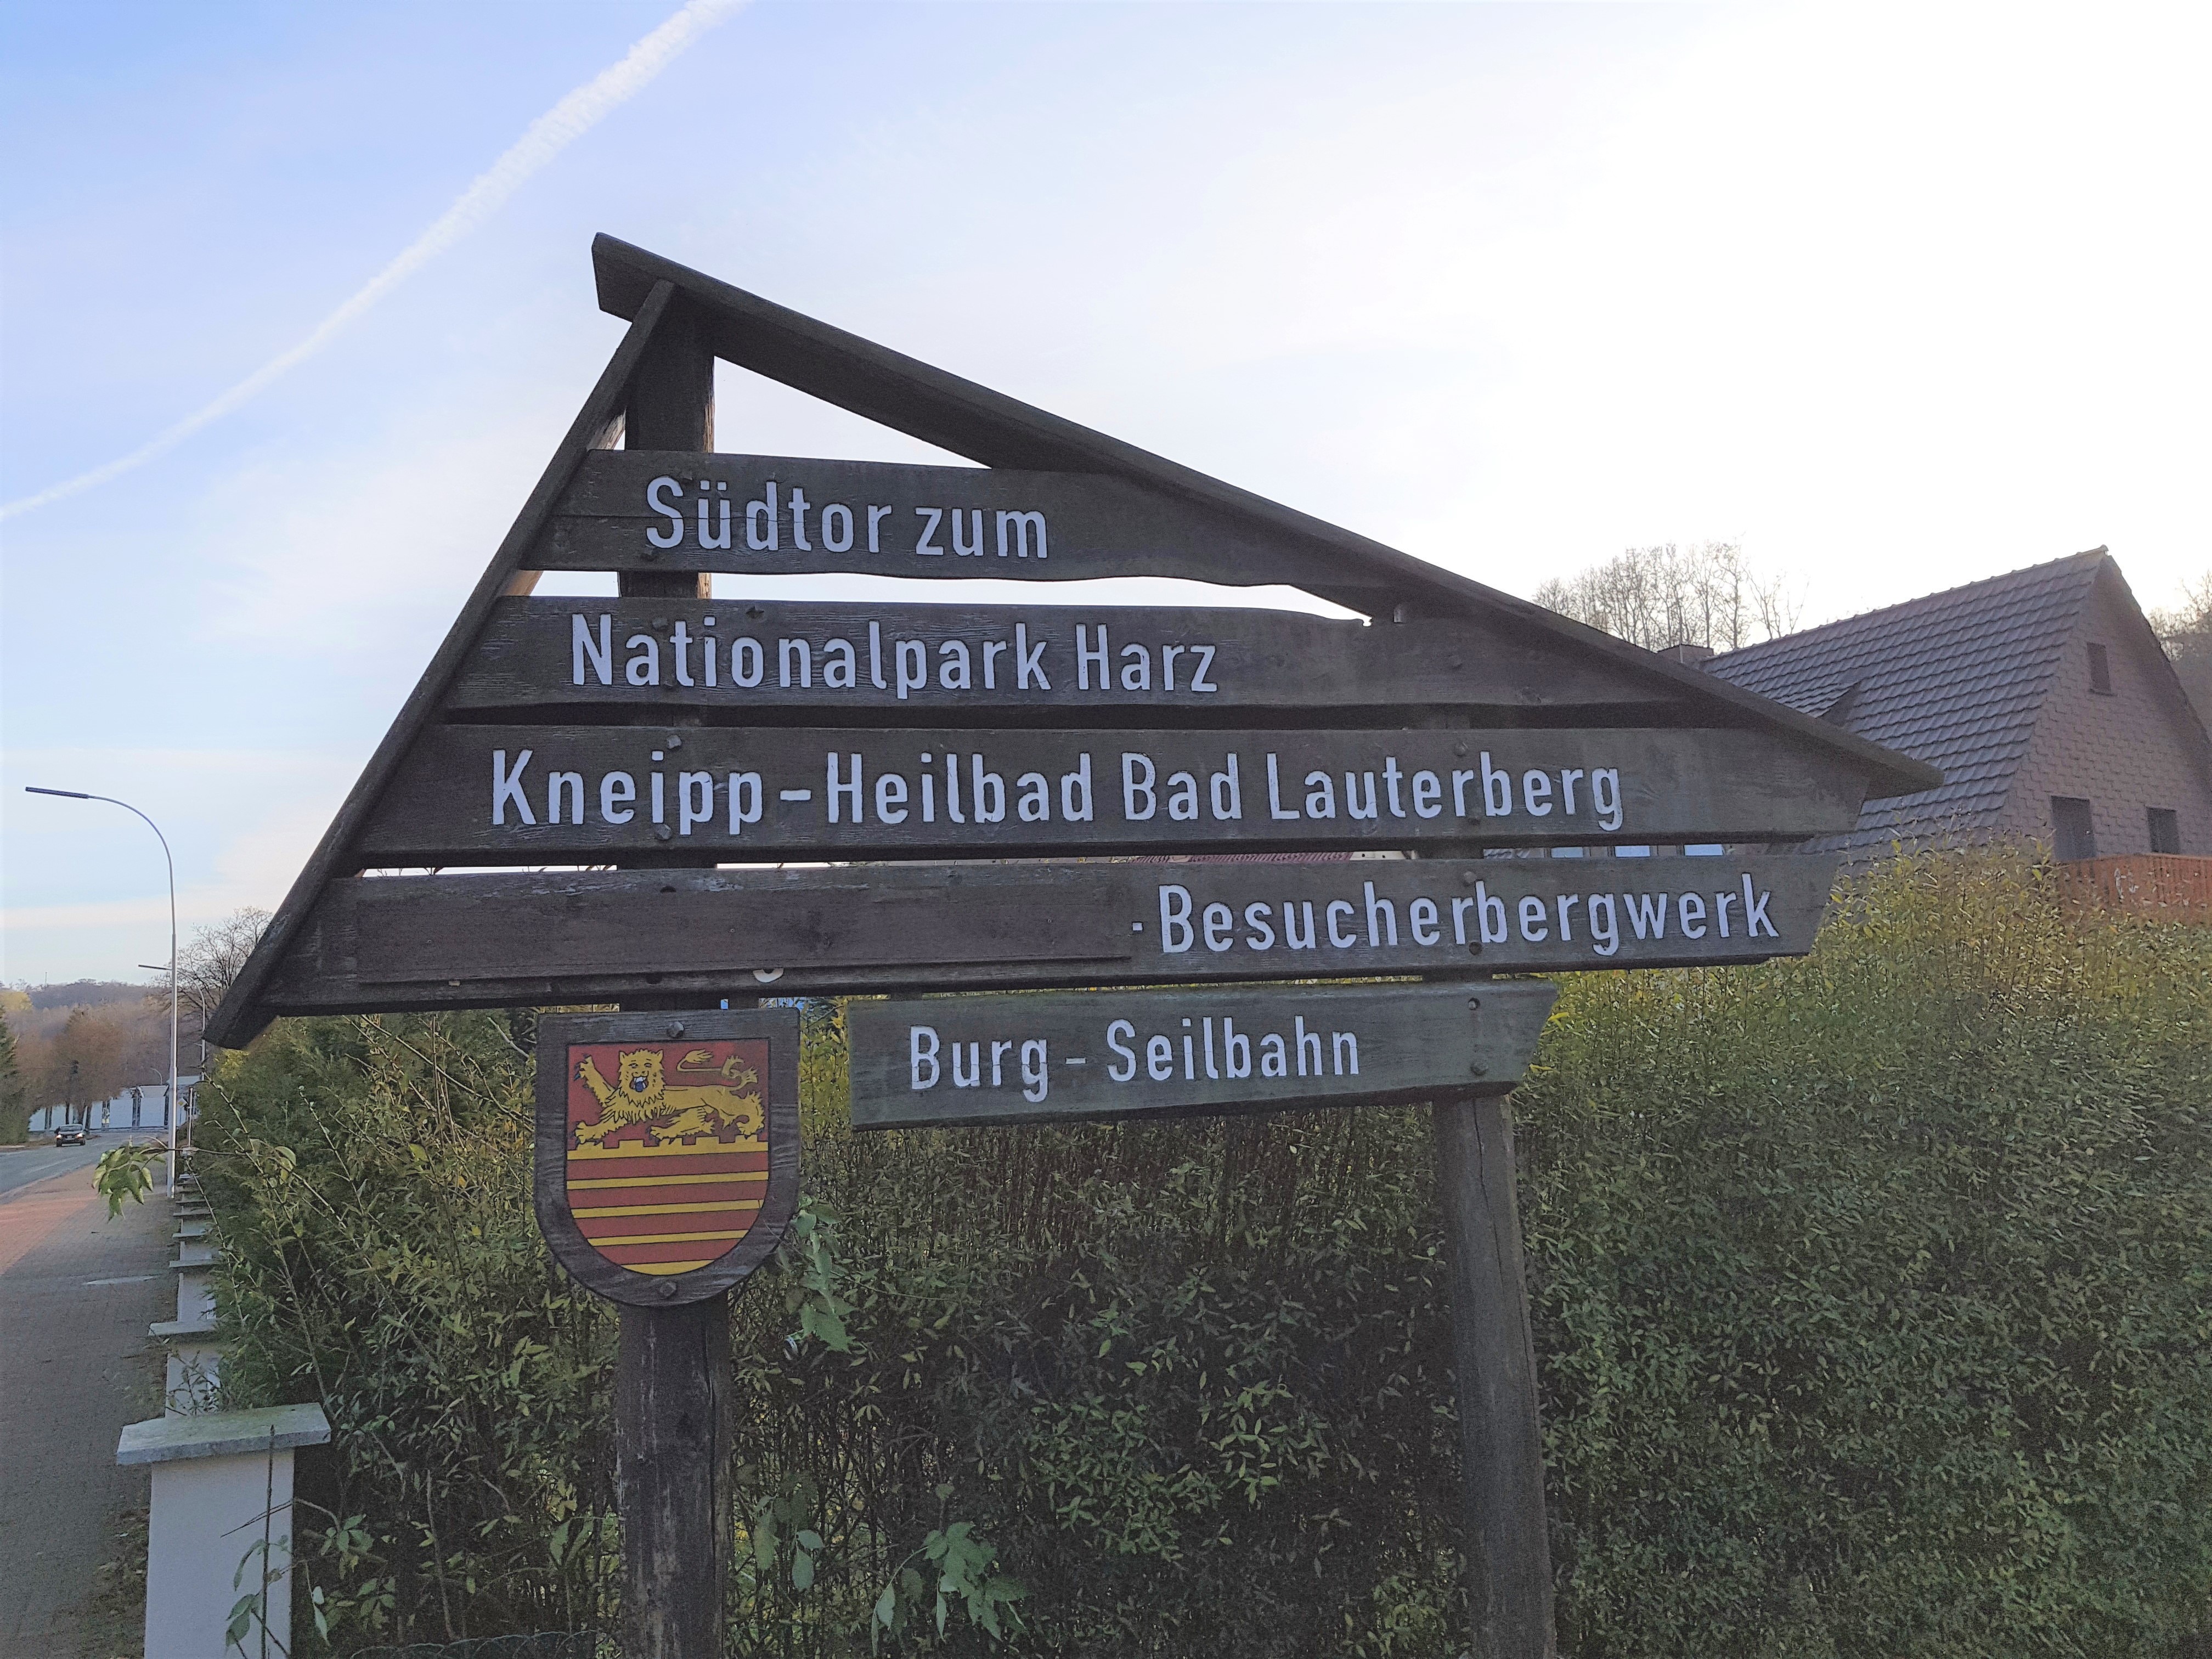 Südtor zum
Nationalpark Harz
Kneipp-Heilbad Bad Lauterberg
·Besucherbergwerk
Burg-Seilbahn